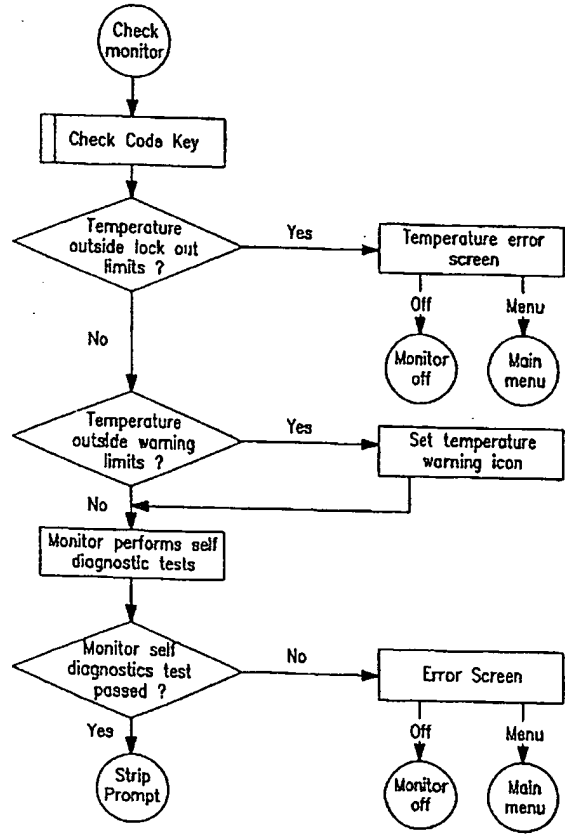 Check
monitor
Check Code Key
Temperature
outside lock out
limits ?
Yes
Temperature error
screen
No
Off
Menu
Monitor
off
Main
menu
Temperature
outside warning
limits ?
Yes
Set temperature
warning icon
No
Monitor performs self
diagnostic tests
Monitor self
diagnostics test
passed ?
No
Error Screen
Yes
Off
Menu
Strip
Prompt
Monitor
off
Main
menu